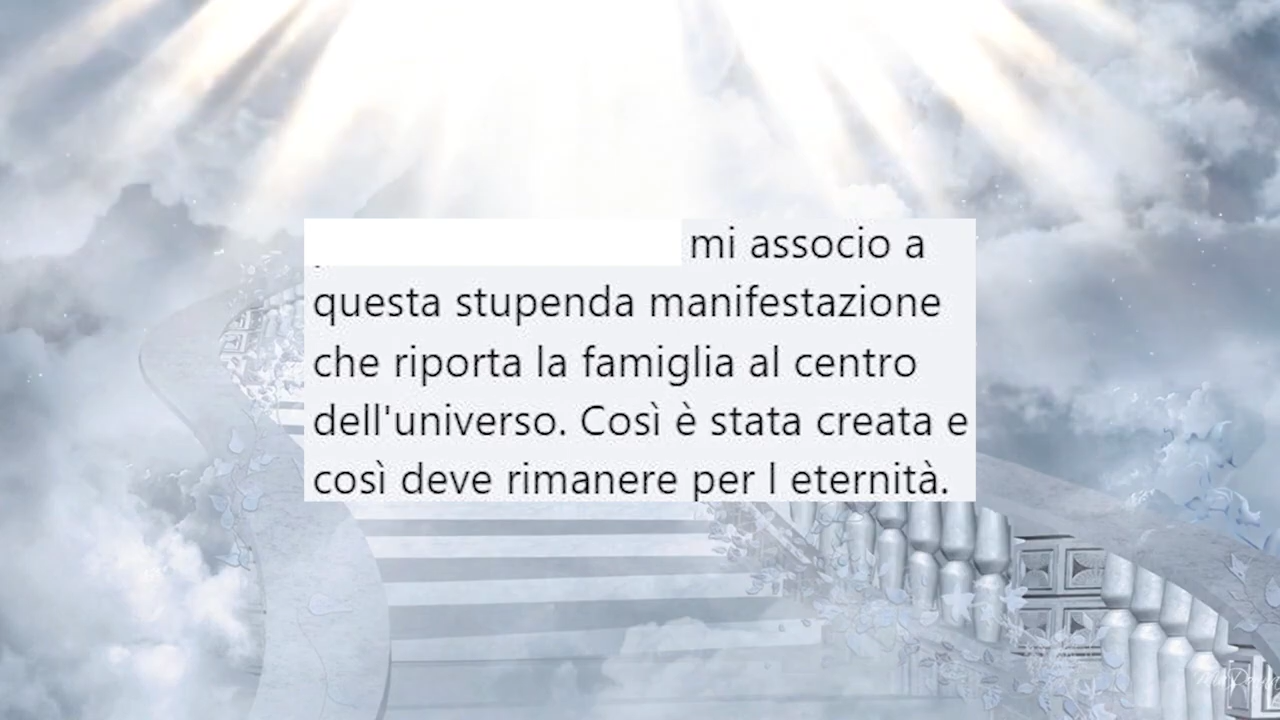 mi associo a
questa stupenda manifestazione
che riporta la famiglia al centro
dell'universo. Così è stata creata e
così deve rimanere per l eternità.